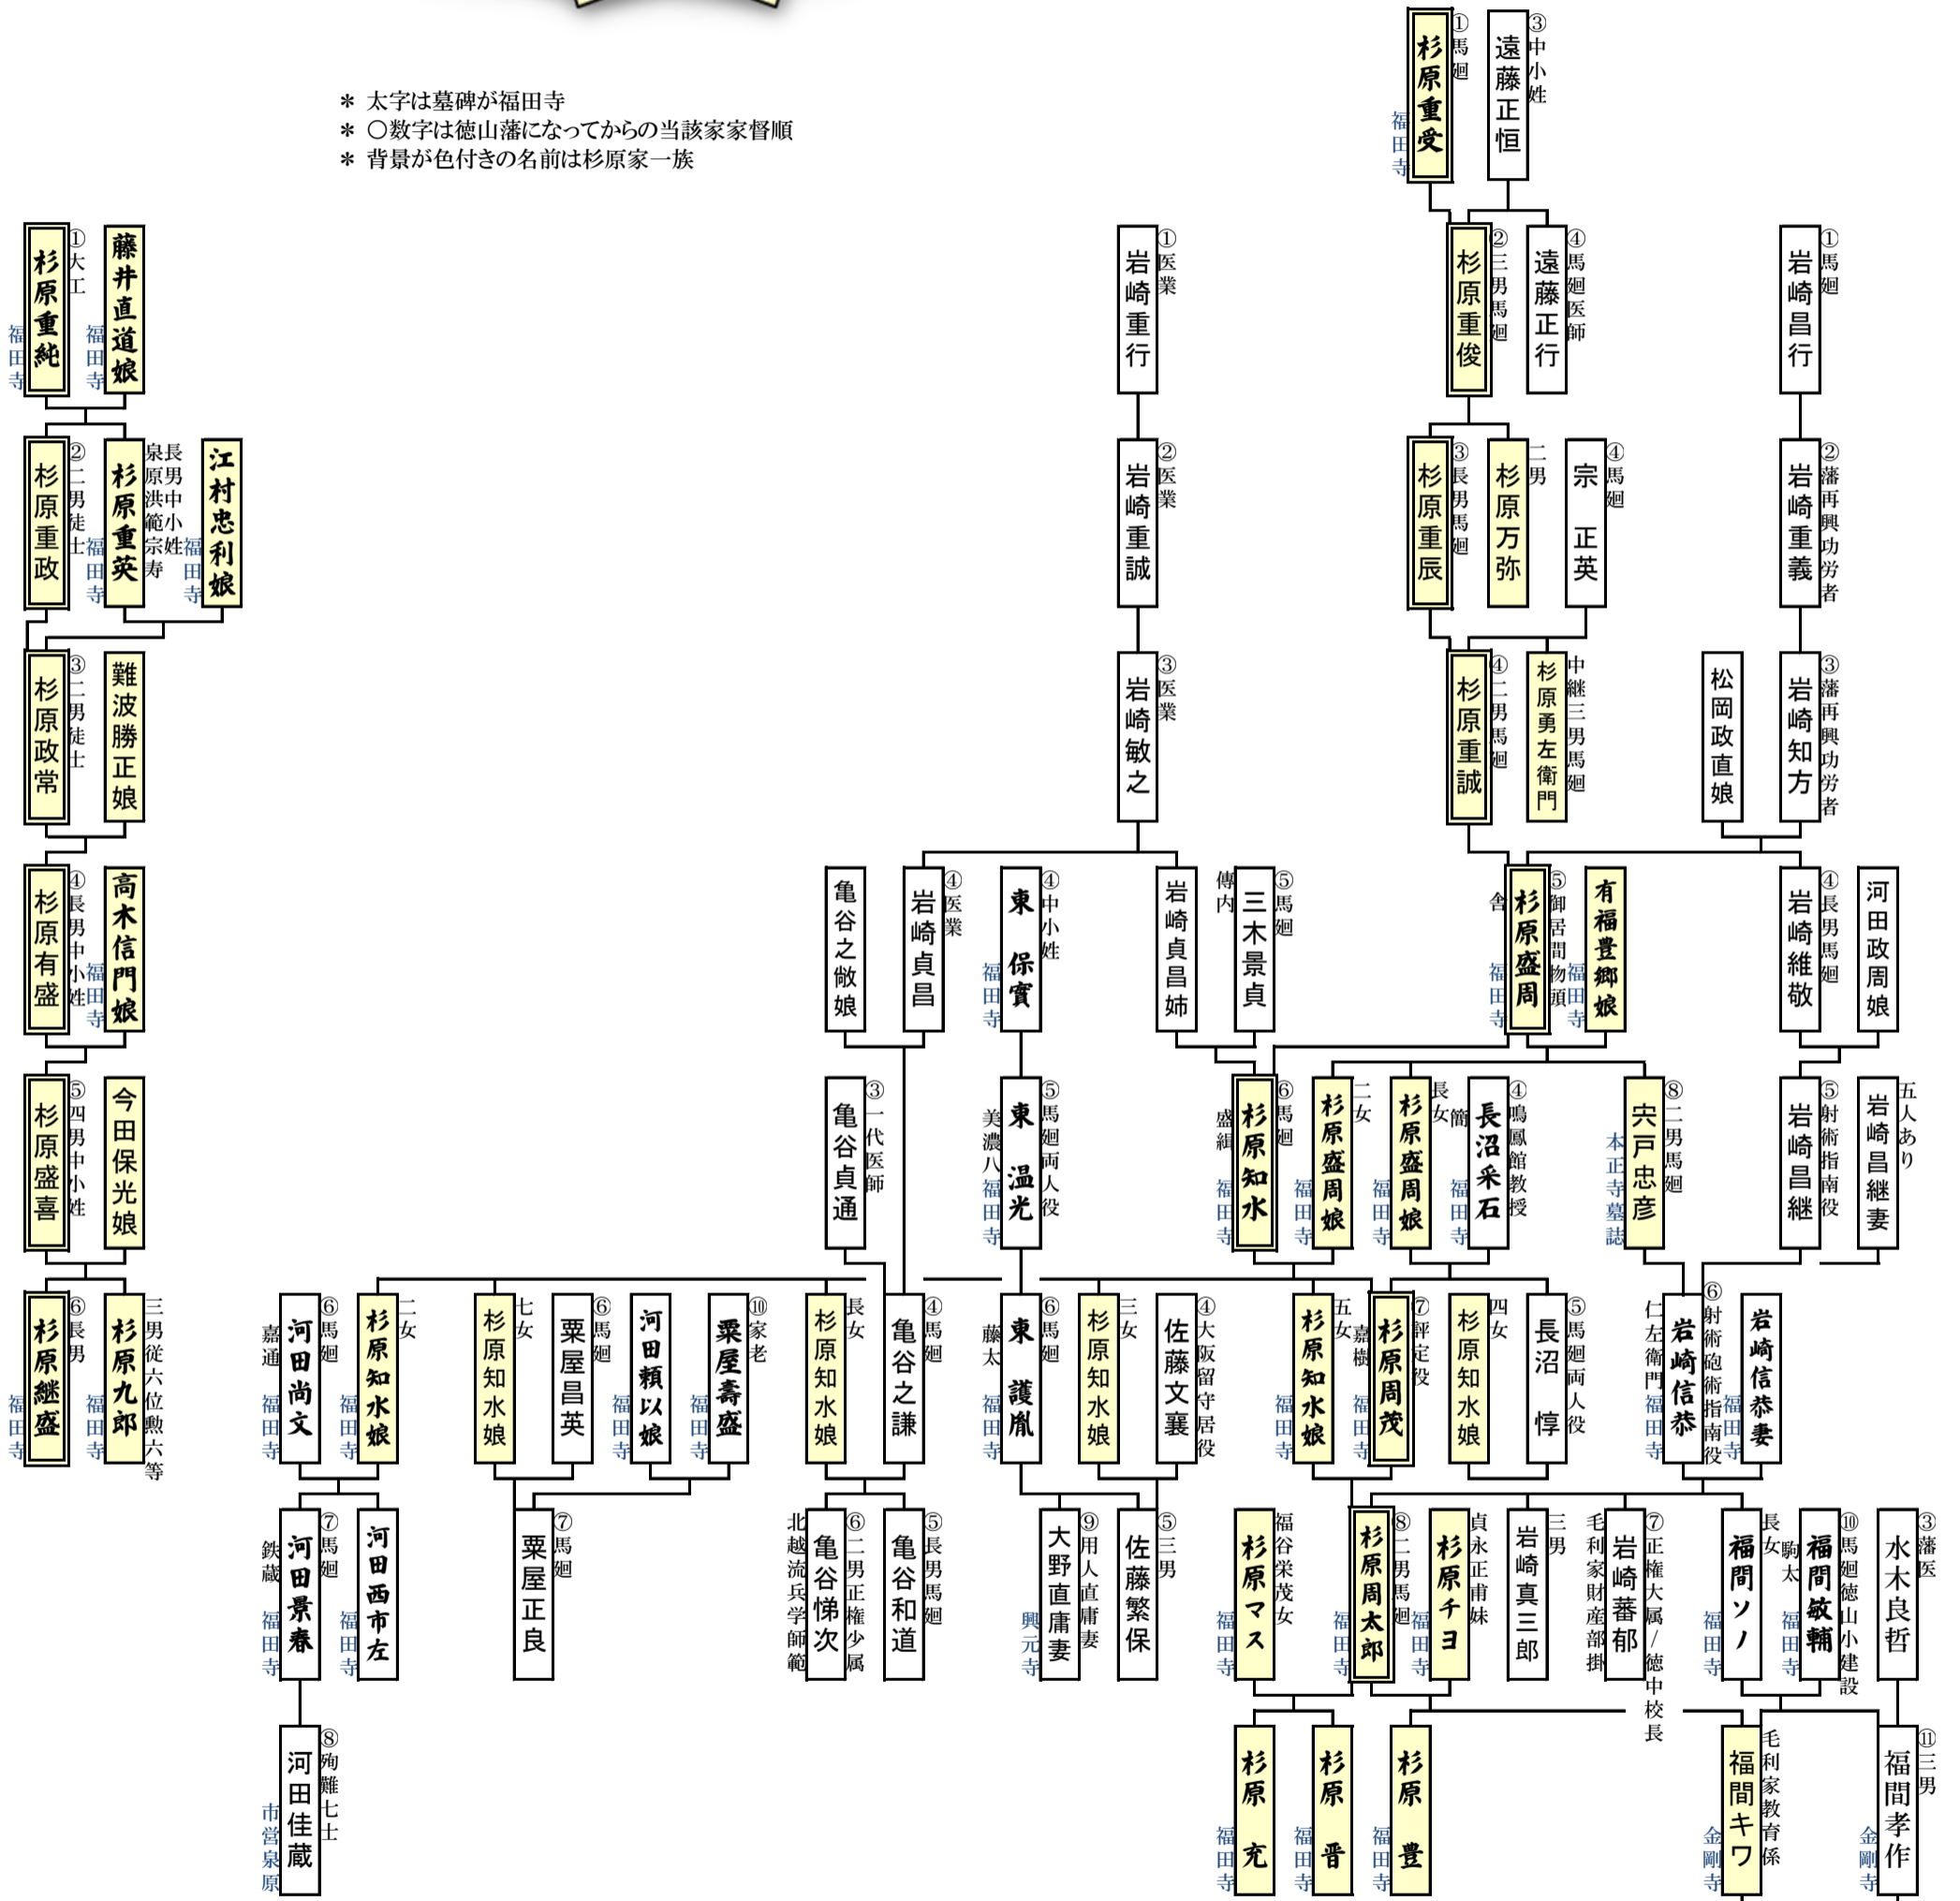 ＊ 太字は墓碑が福田寺
＊ ○数字は徳山藩になってからの当該家家督順
＊ 背景が色付きの名前は杉原家一族
①馬廻
杉原重受
福田寺
③中小姓
遠藤正恒
①大工
杉原重純
福田寺
藤井直道娘
福田寺
①医業
岩崎重行
②三男馬廻
杉原重俊
④馬廻医師
遠藤正行
①馬廻
岩崎昌行
②二男徒士
杉原重政
長男中小姓
泉原洪範宗寿
杉原重英
福田寺
江村忠利娘
福田寺
②医業
岩崎重誠
③長男馬廻
杉原重辰
二男
杉原万弥
④馬廻
宗 正英
②藩再興功労者
岩崎重義
③二男徒士
杉原政常
難波勝正娘
③医業
岩崎敏之
④二男馬廻
杉原重誠
中継三男馬廻
杉原勇左衛門
松岡政直娘
③藩再興功労者
岩崎知方
④長男中小姓
杉原有盛
高木信門娘
福田寺
亀谷之敞娘
④医業
岩崎貞昌
④中小姓
東 保實
福田寺
岩崎貞昌姉
⑤馬廻
三木景貞
傳内
⑤御居間物頭
杉原盛周
舎
福田寺
有福豊郷娘
福田寺
④長男馬廻
岩崎維敬
河田政周娘
⑤四男中小姓
杉原盛喜
今田保光娘
③一代医師
亀谷貞通
⑤馬廻両人役
東 温光
美濃八
福田寺
⑥馬廻
杉原知水
盛緝
福田寺
二女
杉原盛周娘
福田寺
長女
杉原盛周娘
福田寺
④鳴鳳館教授
長沼采石
簡
福田寺
⑧二男馬廻
宍戸忠彦
本正寺墓誌
⑤射術指南役
岩崎昌継
五人あり
岩崎昌継妻
⑥長男
杉原継盛
福田寺
三男従六位勲六等
杉原九郎
福田寺
⑥馬廻
河田尚文
嘉通
福田寺
二女
杉原知水娘
福田寺
七女
杉原知水娘
⑥馬廻
粟屋昌英
河田頼以娘
福田寺
⑩家老
粟屋壽盛
福田寺
長女
杉原知水娘
④馬廻
亀谷之謙
⑥馬廻
東 護胤
藤太
福田寺
三女
杉原知水娘
④大阪留守居役
佐藤文襄
五女
杉原知水娘
福田寺
⑦評定役
杉原周茂
嘉樹
福田寺
四女
杉原知水娘
⑤馬廻両人役
長沼 惇
⑥射術砲術指南役
岩崎信恭
仁左衛門
福田寺
岩崎信恭妻
福田寺
⑦馬廻
河田景春
鉄蔵
福田寺
河田西市左
福田寺
⑦馬廻
粟屋正良
⑥二男正権少属
亀谷悌次
北越流兵学師範
⑤長男馬廻
亀谷和道
⑨用人直庸妻
大野直庸妻
興元寺
⑤三男
佐藤繁保
福谷栄茂女
杉原マス
福田寺
⑧二男馬廻
杉原周太郎
福田寺
貞永正甫妹
杉原チヨ
福田寺
三男
岩崎真三郎
⑦正権大属/徳中校長
岩崎蕃郁
毛利家財産部掛
長女
福間ソノ
福田寺
⑩馬廻徳山小建設
福間敏輔
駒太
福田寺
③藩医
水木良哲
⑧殉難七士
河田佳蔵
市営泉原
杉原 充
福田寺
杉原 晋
福田寺
杉原 豊
福田寺
毛利家教育係
福間キワ
金剛寺
⑪三男
福間孝作
金剛寺